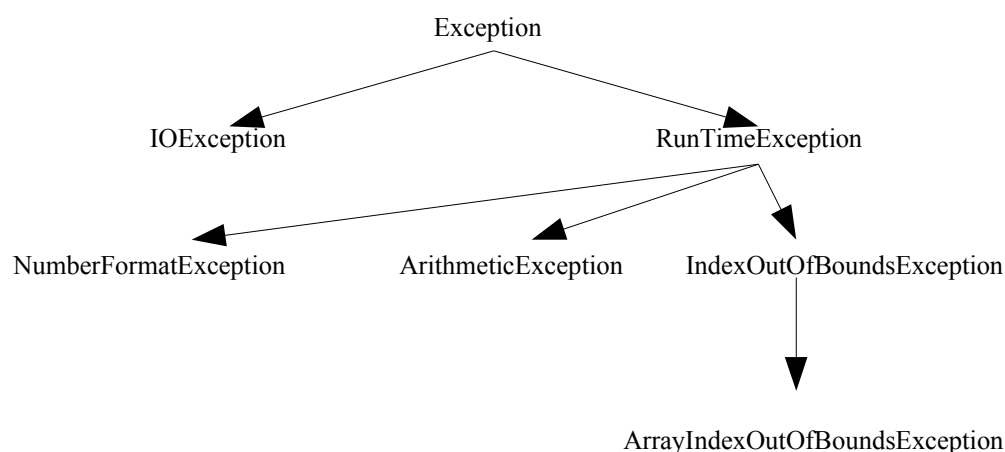 Exception
IOException RunTimeException
NumberFormatException ArithmeticException IndexOutOfBoundsException
ArrayIndexOutOfBoundsException